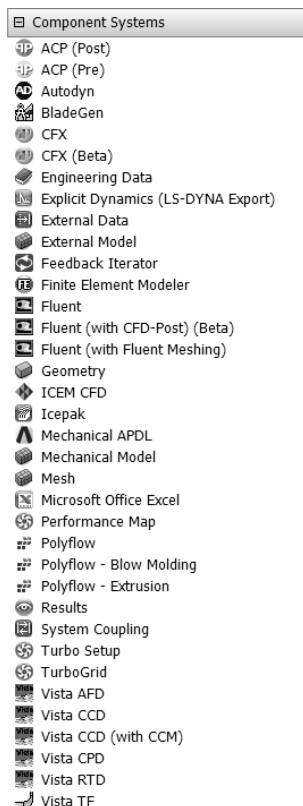 Component Systems
ACP (Post)
ACP (Pre)
Autodyn
BladeGen
CFX
CFX (Beta)
Engineering Data
Explicit Dynamics (LS-DYNA Export)
External Data
External Model
Feedback Iterator
Finite Element Modeler
Fluent
Fluent (with CFD-Post) (Beta)
Fluent (with Fluent Meshing)
Geometry
ICEM CFD
Icepak
Mechanical APDL
Mechanical Model
Mesh
Microsoft Office Excel
Performance Map
Polyflow
Polyflow - Blow Molding
Polyflow - Extrusion
Results
System Coupling
Turbo Setup
TurboGrid
Vista AFD
Vista CCD
Vista CCD (with CCM)
Vista CPD
Vista RTD
Vista TF